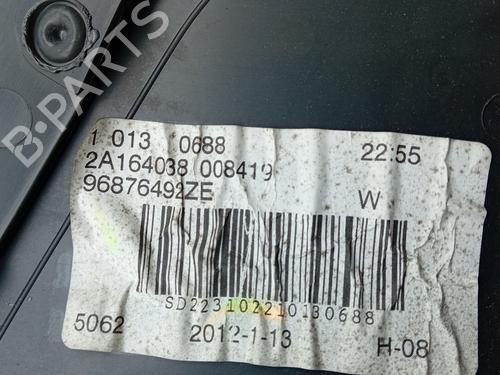 B-PARTS
1 013 0688 22:55
2A164038 008419
96876492ZE W
SD223102210130688
5062 2012-1-13 H-08